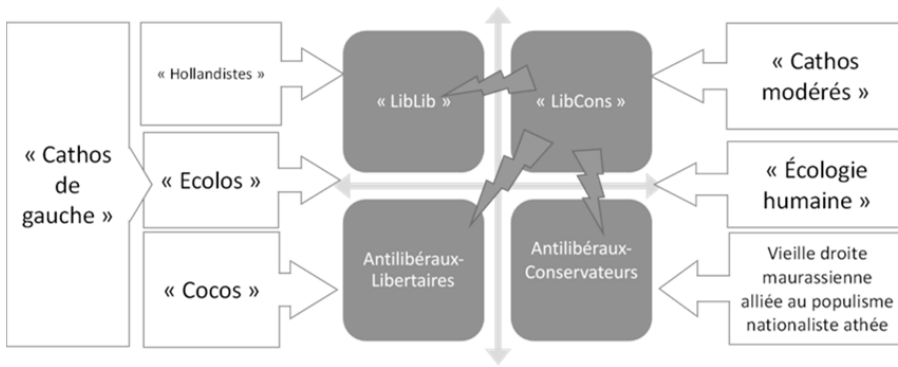 « Cathos
de
gauche »
« Hollandistes »
« Ecolos »
« Cocos »
« LibLib »
« LibCons »
Antilibéraux-
Libertaires
Antilibéraux-
Conservateurs
« Cathos
modérés »
« Écologie
humaine »
Vieille droite
maurassienne
alliée au populisme
nationaliste athée